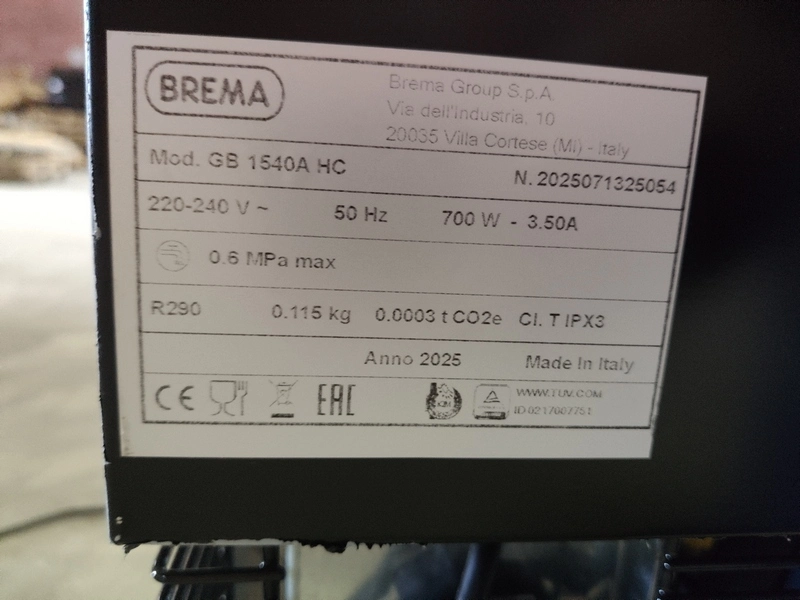 BREMA
Brema Group S.p.A.
Via dell'Industria, 10
20035 Villa Cortese (MI) - Italy
Mod. GB 1540A HC
N. 2025071325054
220-240 V ~ 50 Hz 700 W - 3.50A
0.6 MPa max
R290 0.115 kg 0.0003 t CO2e Cl. T IPX3
Anno 2025 Made In Italy
CE EAC
WWW.TUV.COM
ID 0217007751